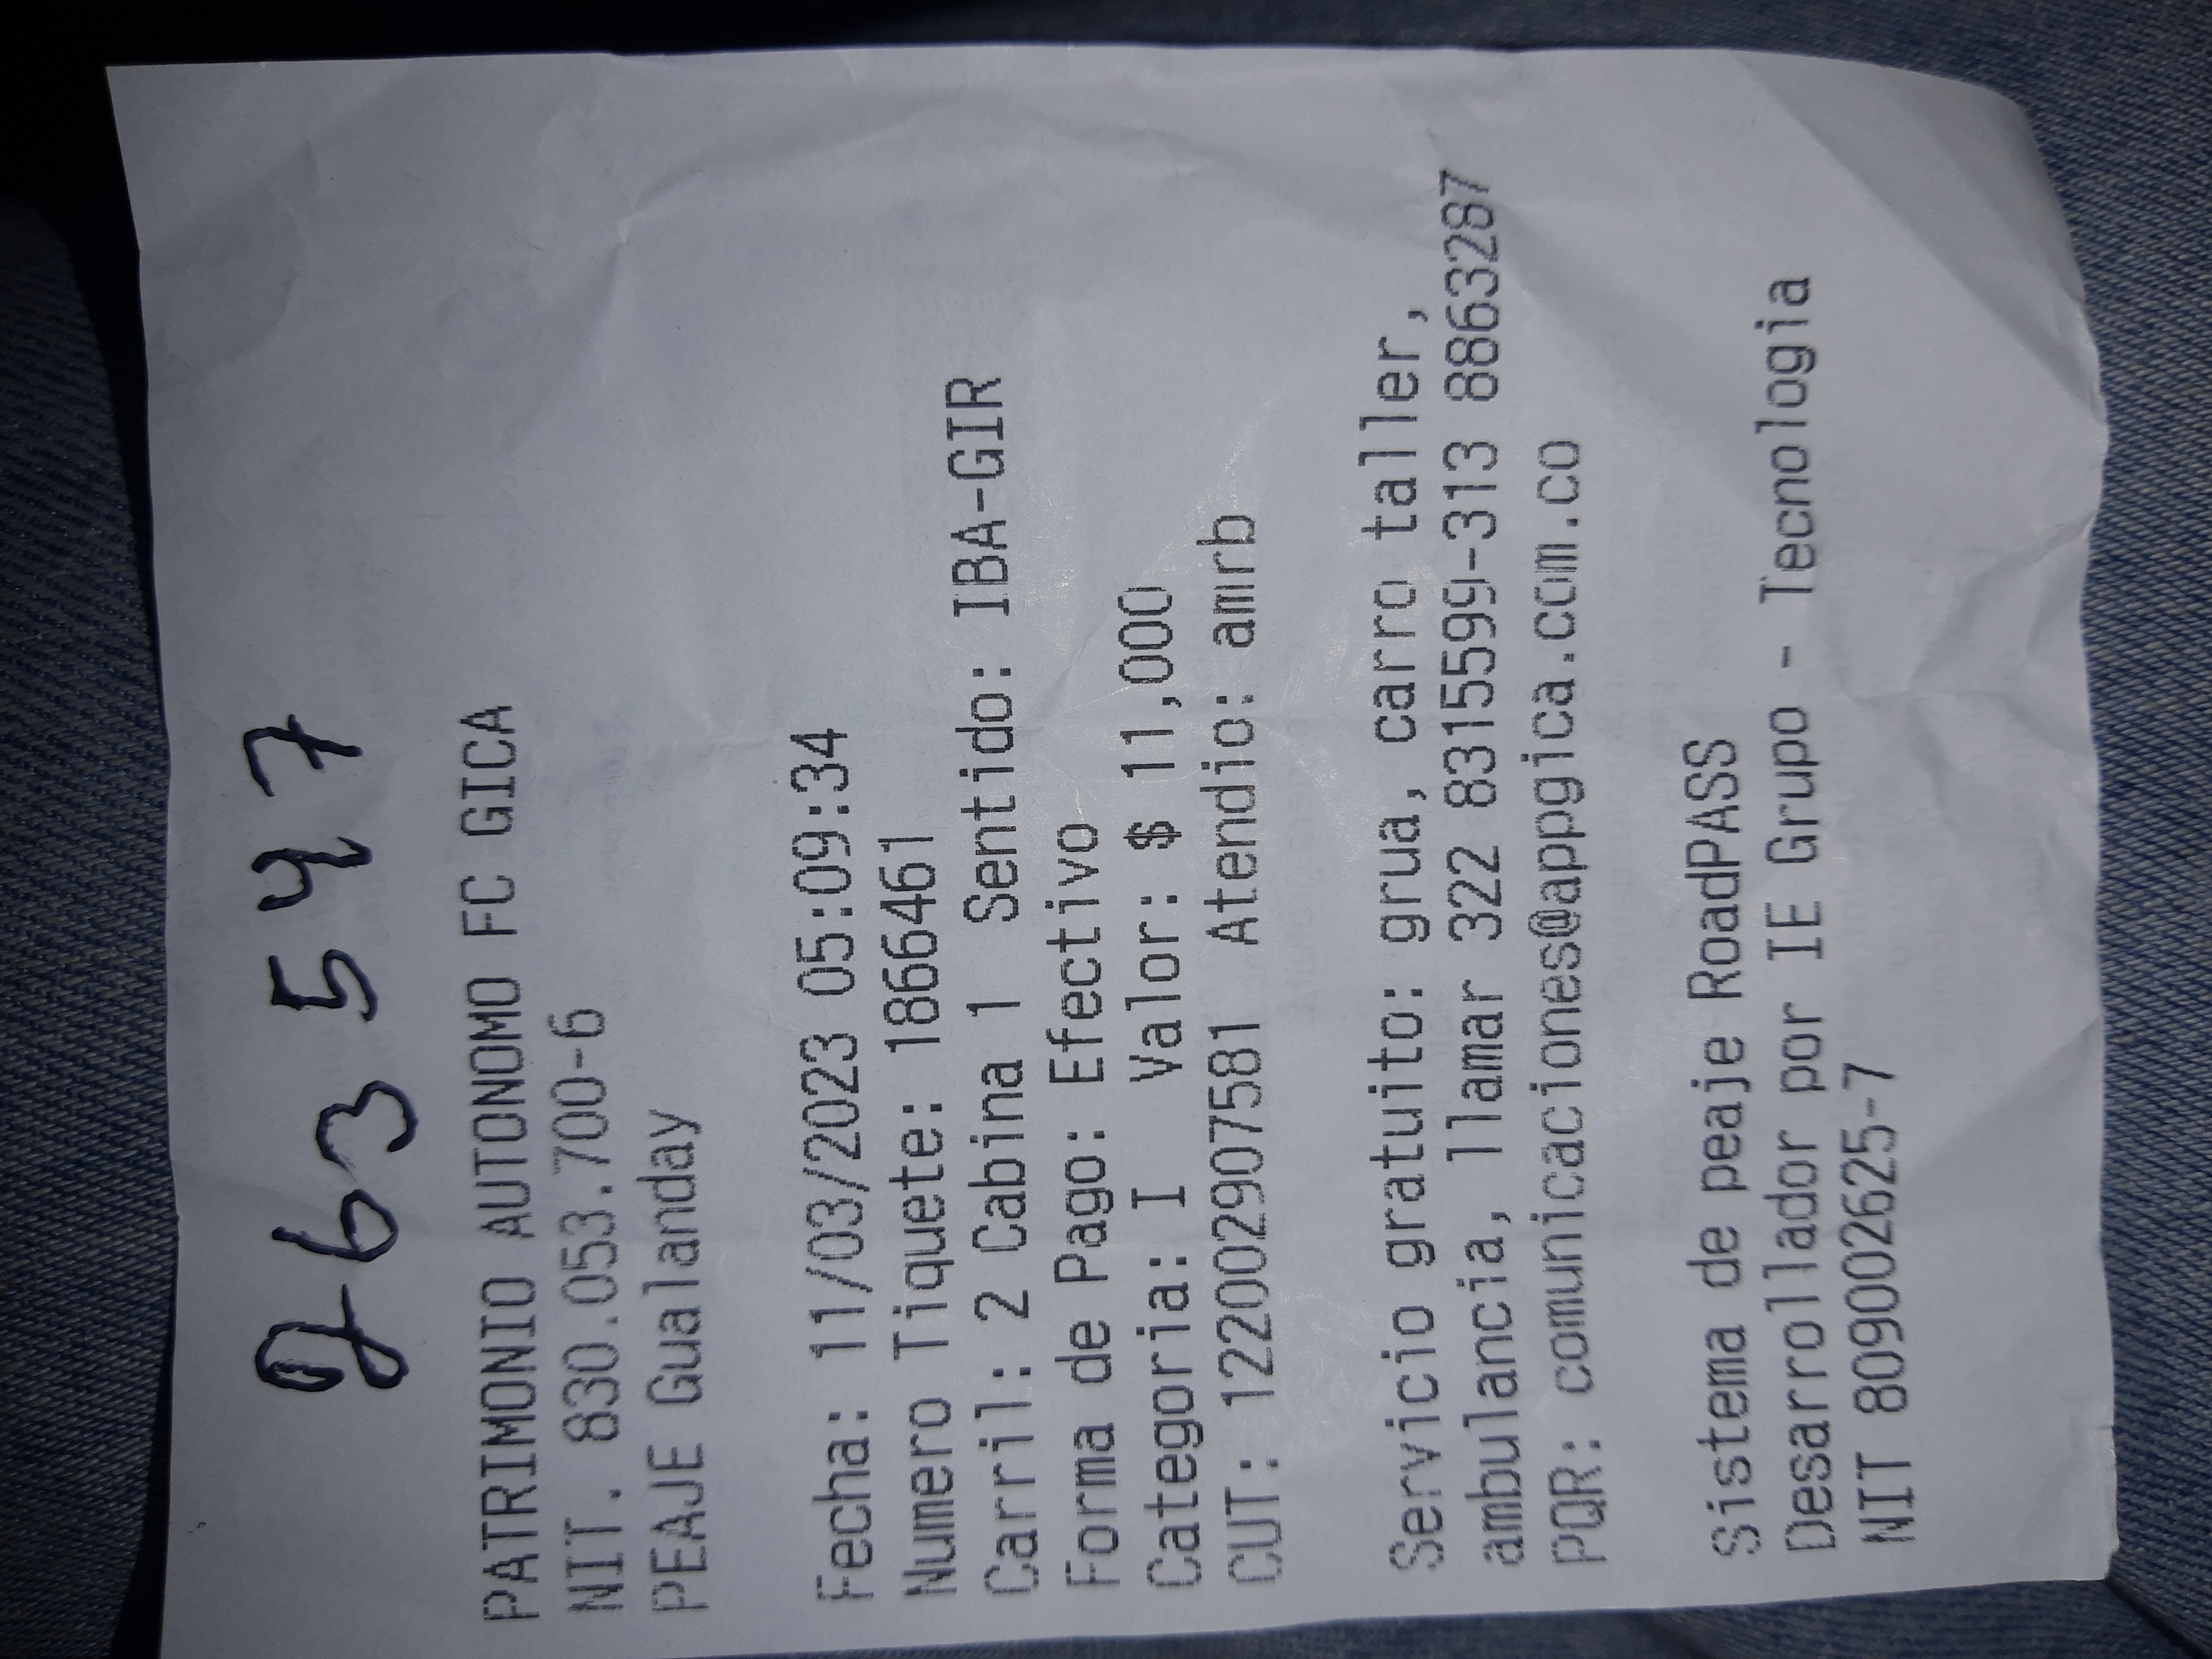 263547
PATRIMONIO AUTONOMO FC GICA
NIT. 830.053.700-6
PEAJE Gualanday
Fecha: 11/03/2023 05:09:34
Numero Tiquete: 1866461
Carril: 2 Cabina 1 Sentido: IBA-GIR
Forma de Pago: Efectivo
Categoria: I Valor: $ 11,000
CUT: 122002907581 Atendio: amrb
Servicio gratuito: grua, carro taller,
ambulancia, llamar 322 8315599-313 8863287
PQR: comunicaciones@appgica.com.co
Sistema de peaje RoadPASS
Desarrollador por IE Grupo - Tecnologia
NIT 809002625-7